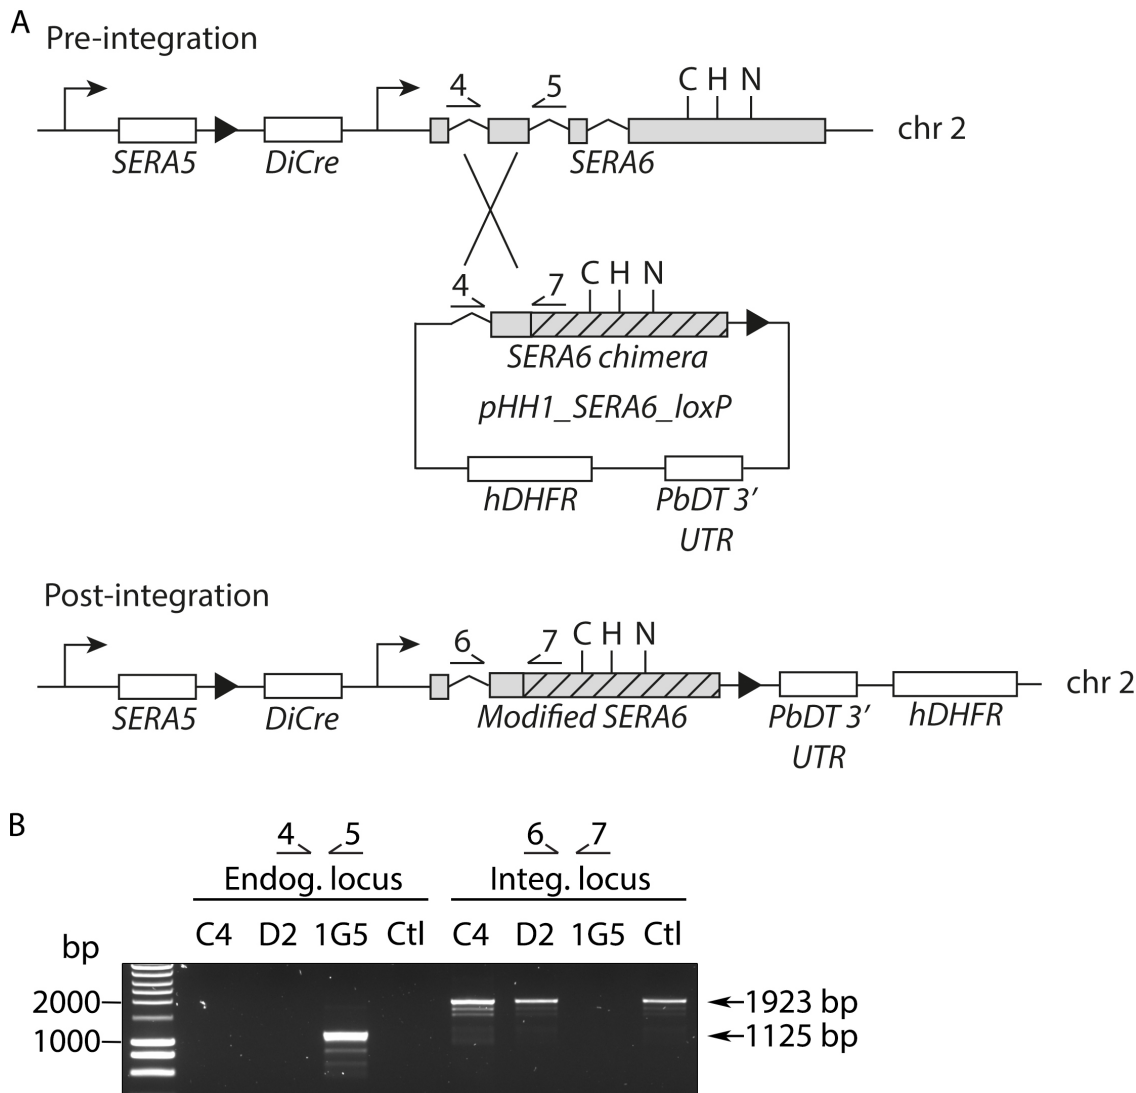 A
Pre-integration
4 5 C H N
chr 2
SERA5 DiCre SERA6
4 7 C H N
SERA6 chimera
pHH1_SERA6_loxP
hDHFR PbDT 3′
UTR
Post-integration
6 7 C H N
chr 2
SERA5 DiCre Modified SERA6 PbDT 3′ hDHFR
UTR
B
4 5 6 7
Endog. locus Integ. locus
C4 D2 1G5 Ctl C4 D2 1G5 Ctl
bp
2000 1923 bp
1000 1125 bp